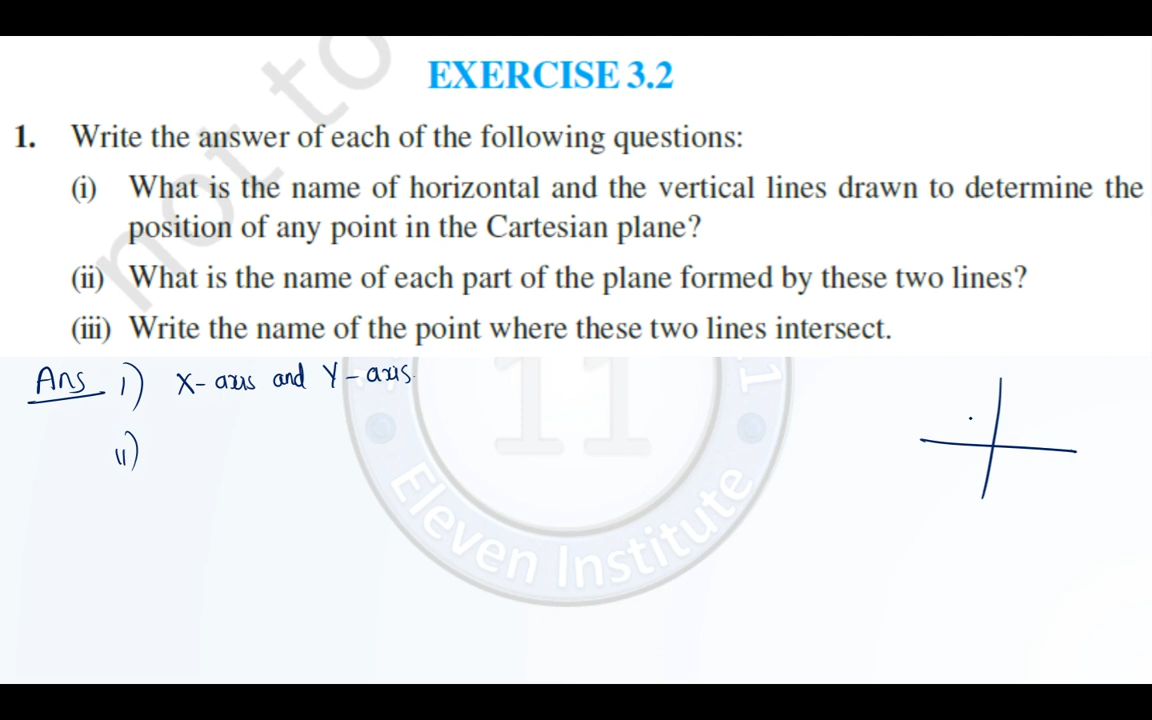 not to
EXERCISE 3.2
1. Write the answer of each of the following questions:
(i) What is the name of horizontal and the vertical lines drawn to determine the
position of any point in the Cartesian plane?
(ii) What is the name of each part of the plane formed by these two lines?
(iii) Write the name of the point where these two lines intersect.
Ans i) X-axis and Y-axis.
ii)
11
Eleven Institute